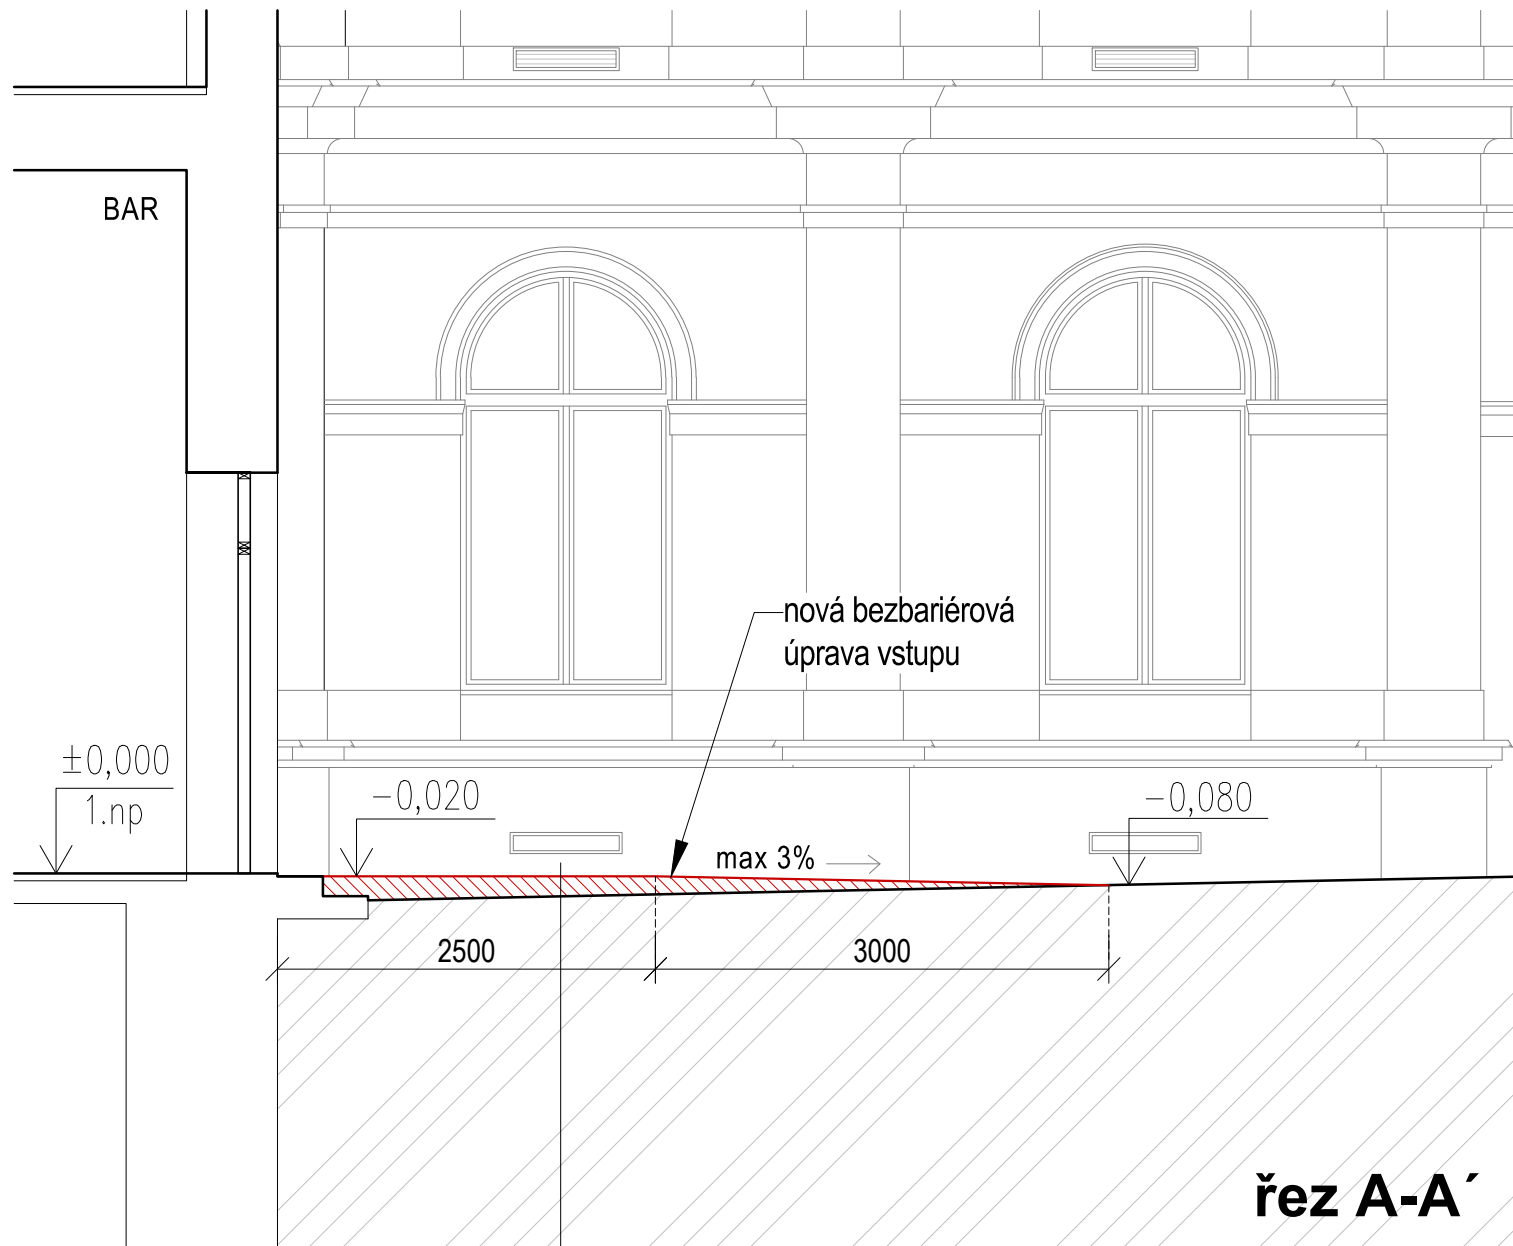 BAR
nová bezbariérová
úprava vstupu
±0,000
1.np
-0,020
-0,080
max 3%
2500
3000
řez A-A´